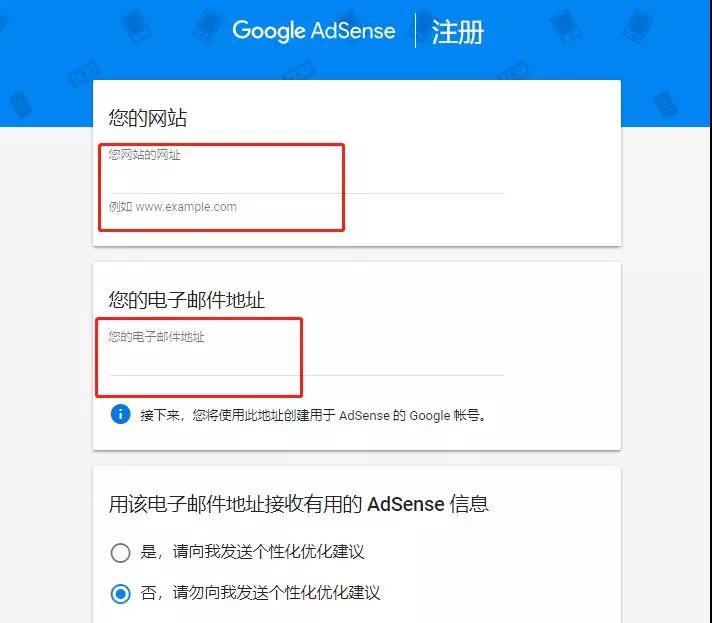 Google AdSense 注册
您的网站
您网站的网址
例如 www.example.com
您的电子邮件地址
您的电子邮件地址
接下来，您将使用此地址创建用于 AdSense 的 Google 帐号。
用该电子邮件地址接收有用的 AdSense 信息
是，请向我发送个性化优化建议
否，请勿向我发送个性化优化建议